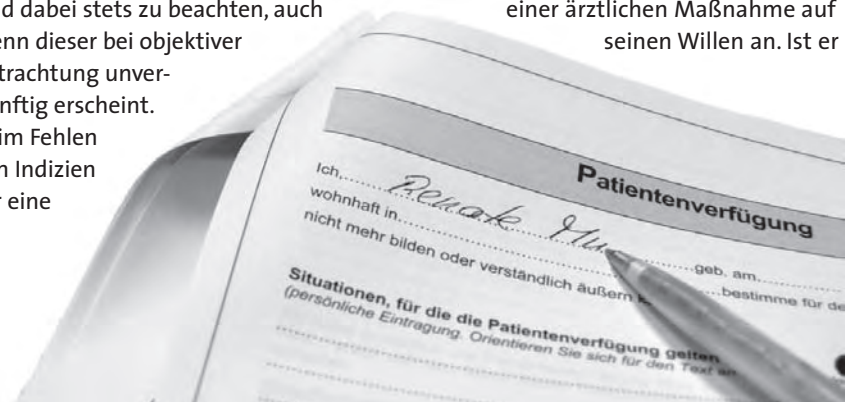 d dabei stets zu beachten, auch
enn dieser bei objektiver
trachtung unver-
nftig erscheint.
im Fehlen
n Indizien
r eine
einer ärztlichen Maßnahme auf
seinen Willen an. Ist er
Patientenverfügung
Ich, Renate Mu
wohnhaft in geb. am
nicht mehr bilden oder verständlich äußern k bestimme für de
Situationen, für die die Patientenverfügung gelten
(persönliche Eintragung. Orientieren Sie sich für den Text an